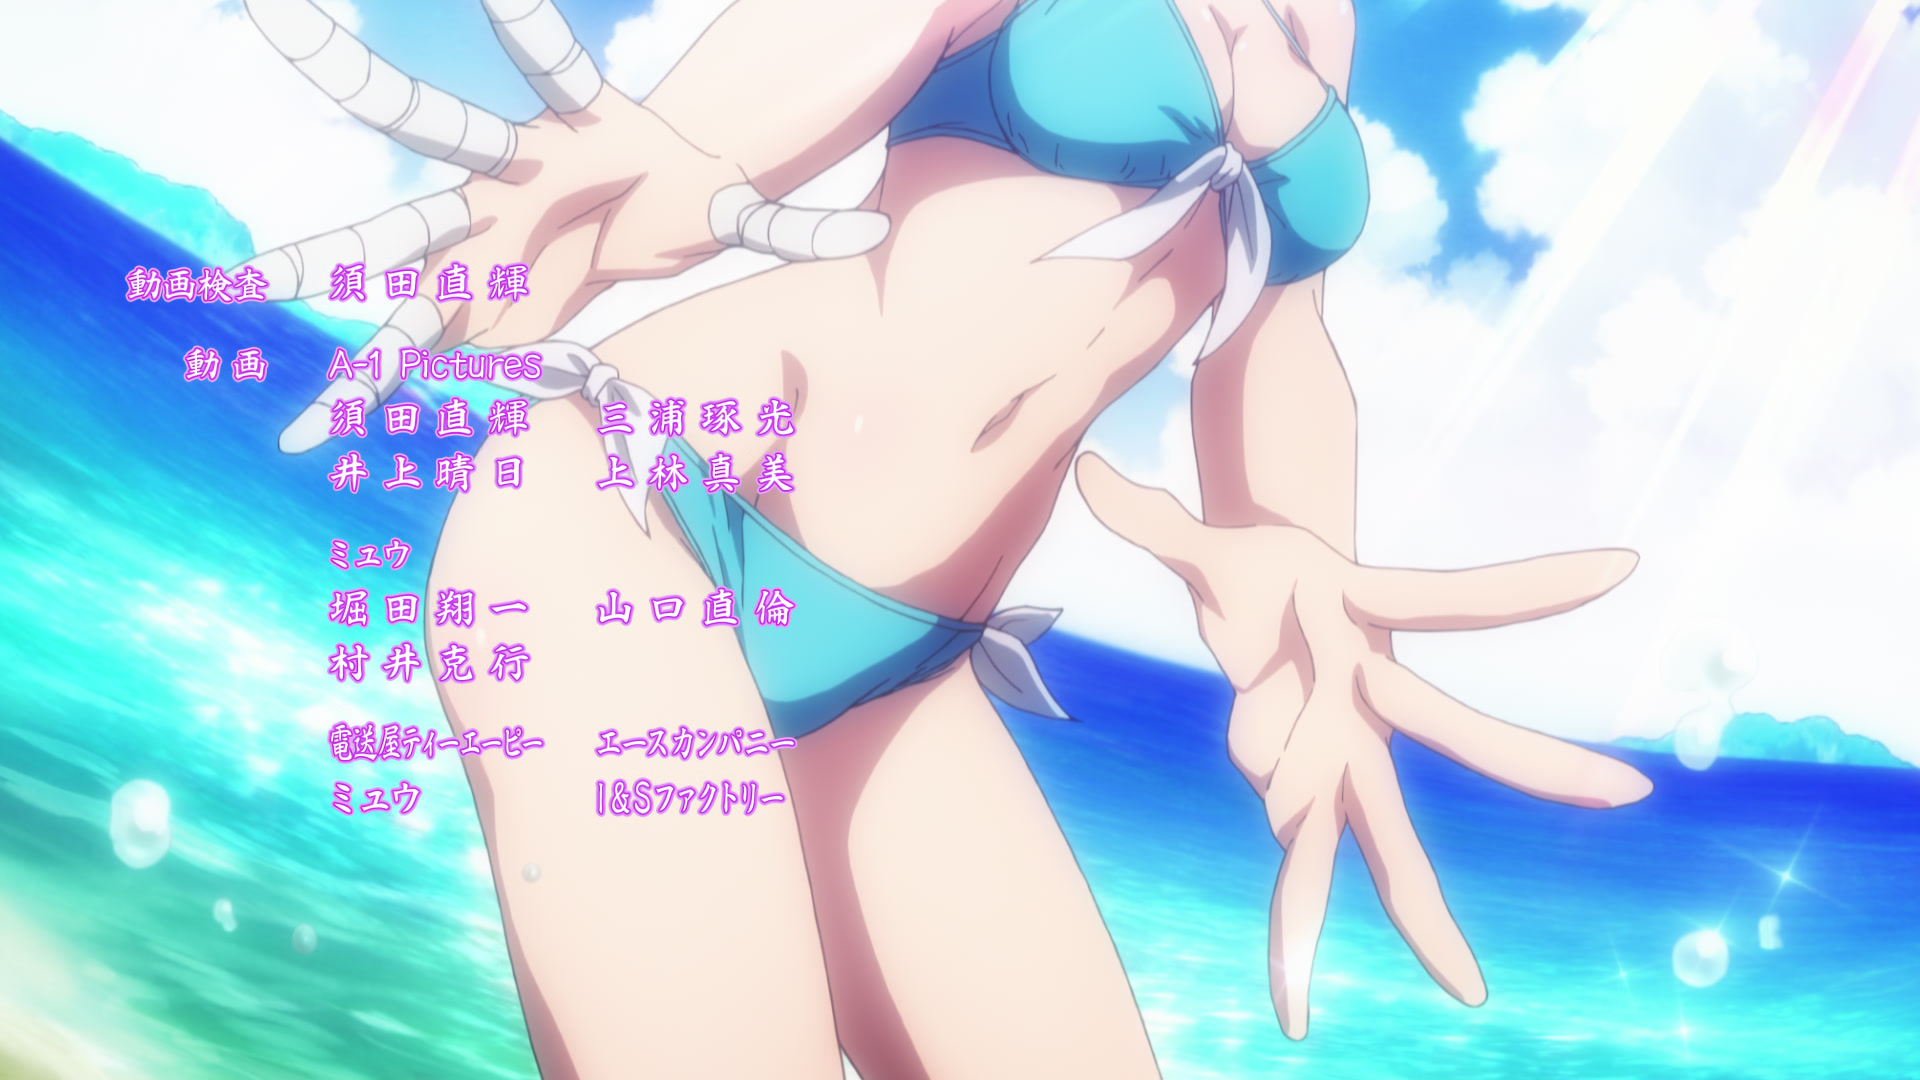 動画検査 須田直輝
動画 A-1 Pictures
須田直輝 三浦琢光
井上晴日 上林真美
ミュウ
堀田翔一 山口直倫
村井克行
電送屋ティーエーピー エースカンパニー
ミュウ I&Sファクトリー